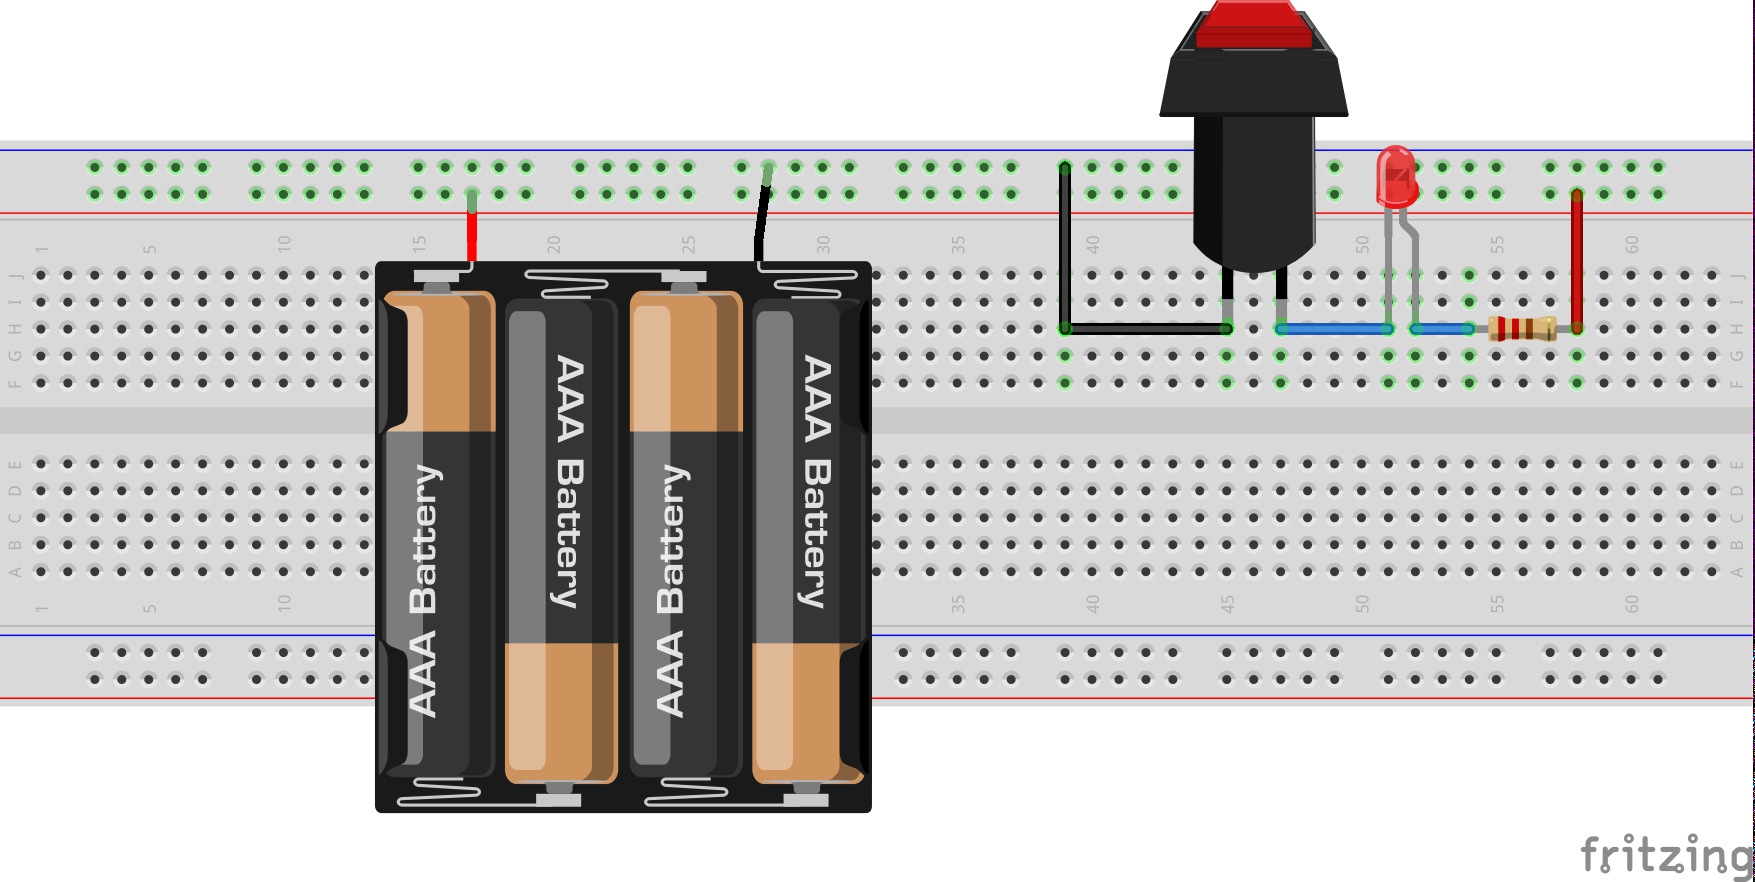 1 5 10 15 20 25 30 35 40 50 55 60
J J
I I
H H
G G
F F
AAA Battery
AAA Battery
AAA Battery
AAA Battery
E E
D D
C C
B B
A A
1 5 10 35 40 45 50 55 60
fritzing